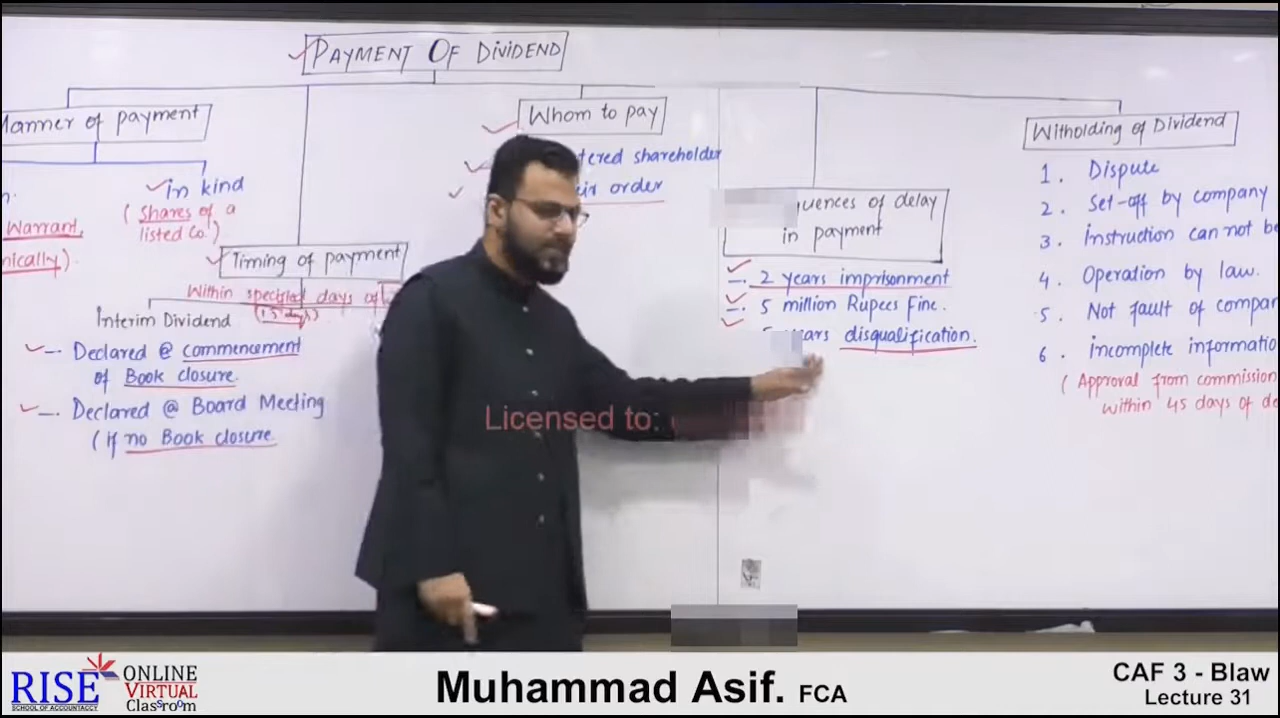 PAYMENT OF DIVIDEND
Manner of payment
in kind
(Shares of a
listed Co.)
Warrant,
nically).
Timing of payment
Within specified days of
(15 days)
Interim Dividend
Declared @ commencement
of Book closure.
Declared @ Board Meeting
(if no Book closure.
Whom to pay
tered shareholder
order
uences of delay
in payment
2 years imprisonment
5 million Rupees Fine.
disqualification.
Witholding of Dividend
1. Dispute
2. Set-off by company
3. Instruction can not be
4. Operation by law.
5. Not fault of compan
6. incomplete informatio
(Approval from commission
within 45 days of de
Licensed to:
RISE
SCHOOL OF ACCOUNTACY
ONLINE
VIRTUAL
Classroom
Muhammad Asif. FCA
CAF 3 - Blaw
Lecture 31